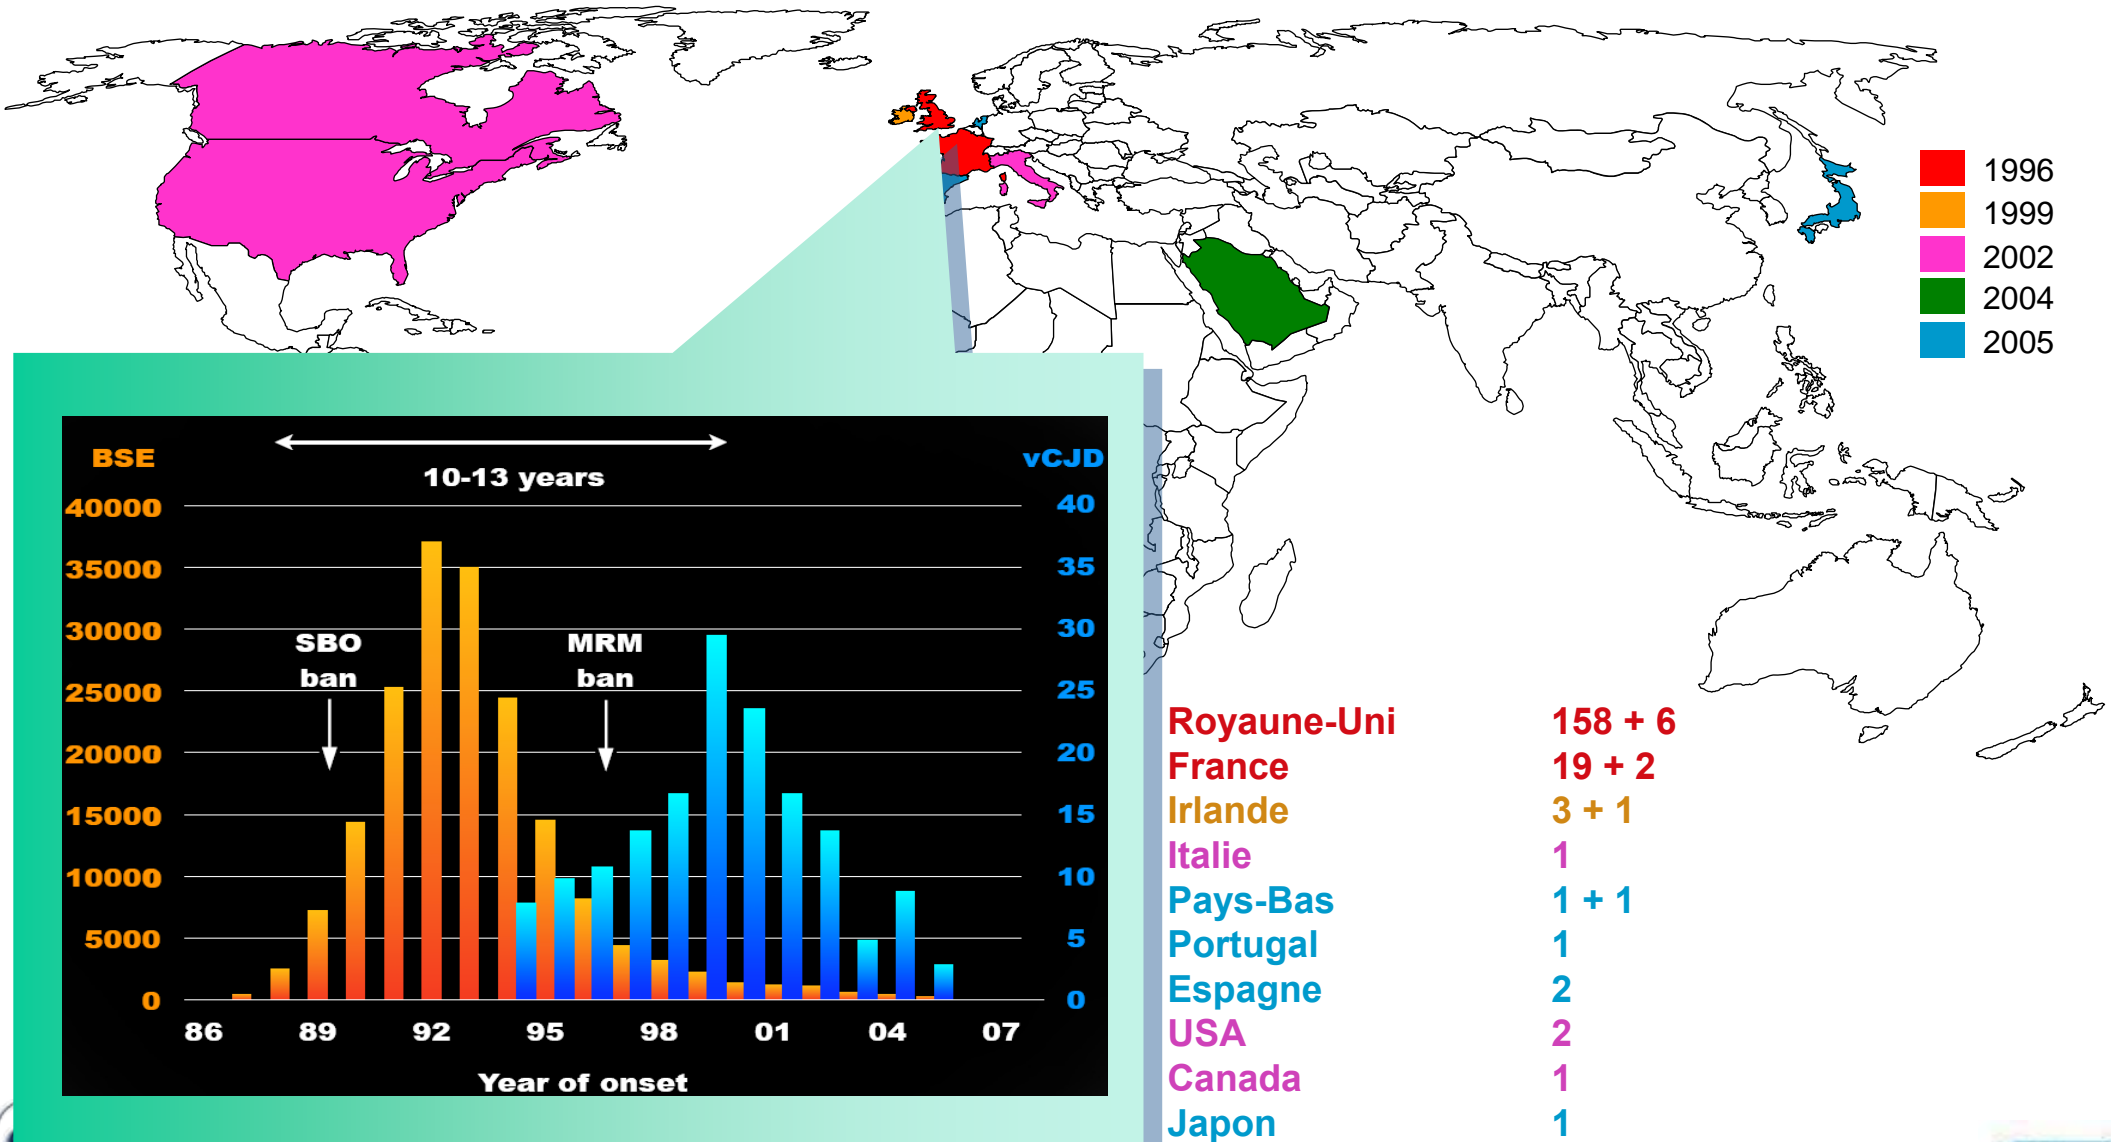 1996
1999
2002
2004
2005
BSE
10-13 years
vCJD
40000
35000
30000
25000
20000
15000
10000
5000
0
40
35
30
25
20
15
10
5
0
SBO
ban
MRM
ban
86 89 92 95 98 01 04 07
Year of onset
Royaune-Uni 158 + 6
France 19 + 2
Irlande 3 + 1
Italie 1
Pays-Bas 1 + 1
Portugal 1
Espagne 2
USA 2
Canada 1
Japon 1